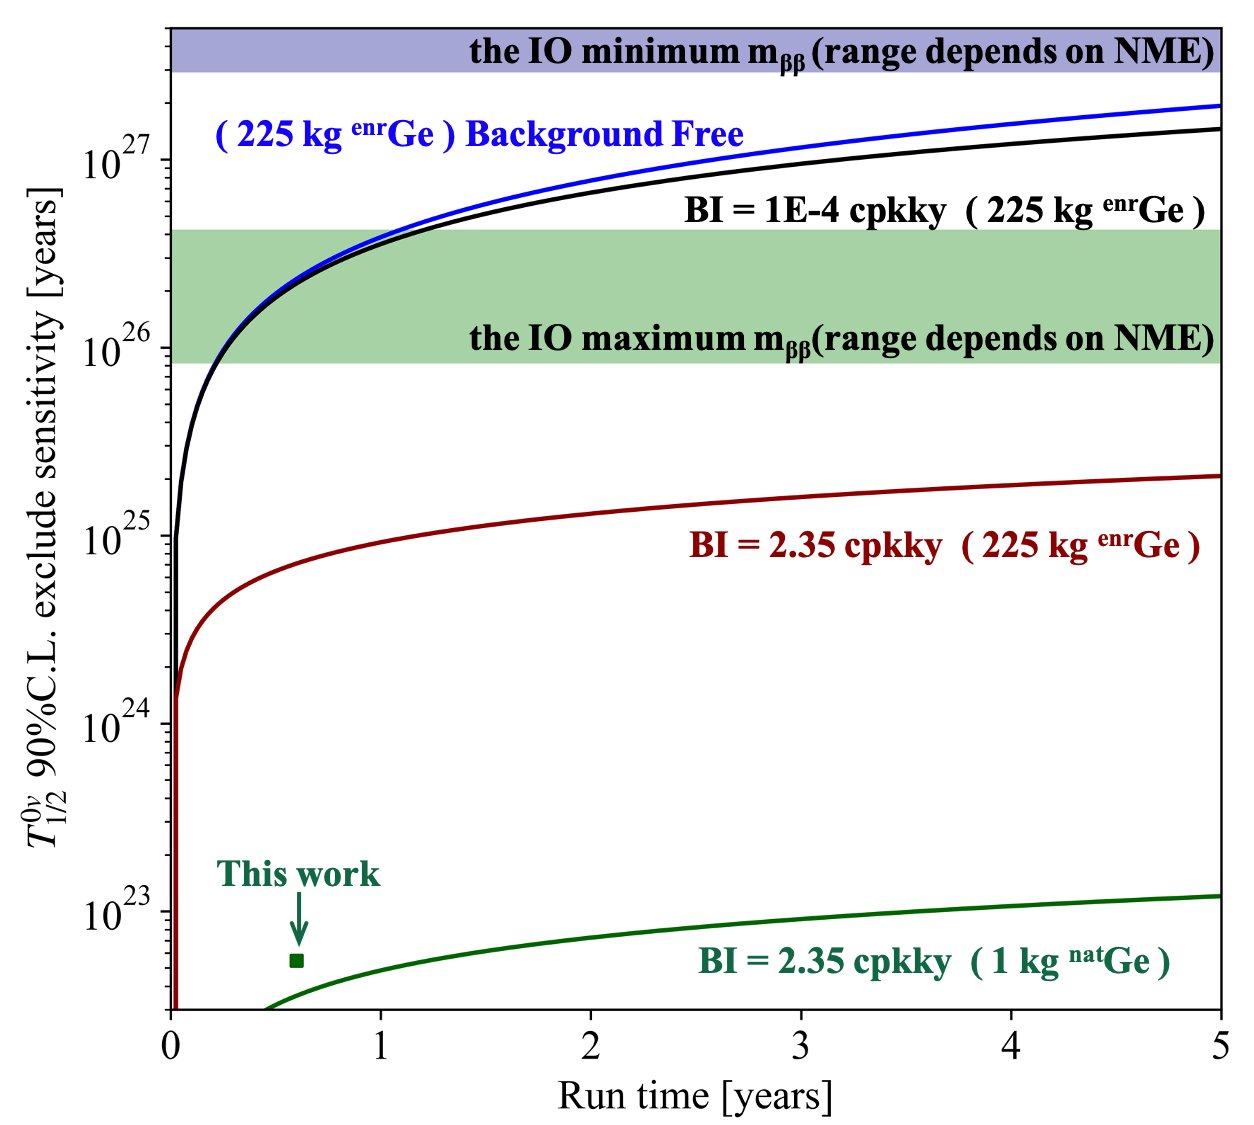 the IO minimum mββ (range depends on NME)
( 225 kg enrGe ) Background Free
BI = 1E-4 cpkky ( 225 kg enrGe )
the IO maximum mββ(range depends on NME)
BI = 2.35 cpkky ( 225 kg enrGe )
This work
BI = 2.35 cpkky ( 1 kg natGe )
T0ν1/2 90%C.L. exclude sensitivity [years]
10^27
10^26
10^25
10^24
10^23
0 1 2 3 4 5
Run time [years]